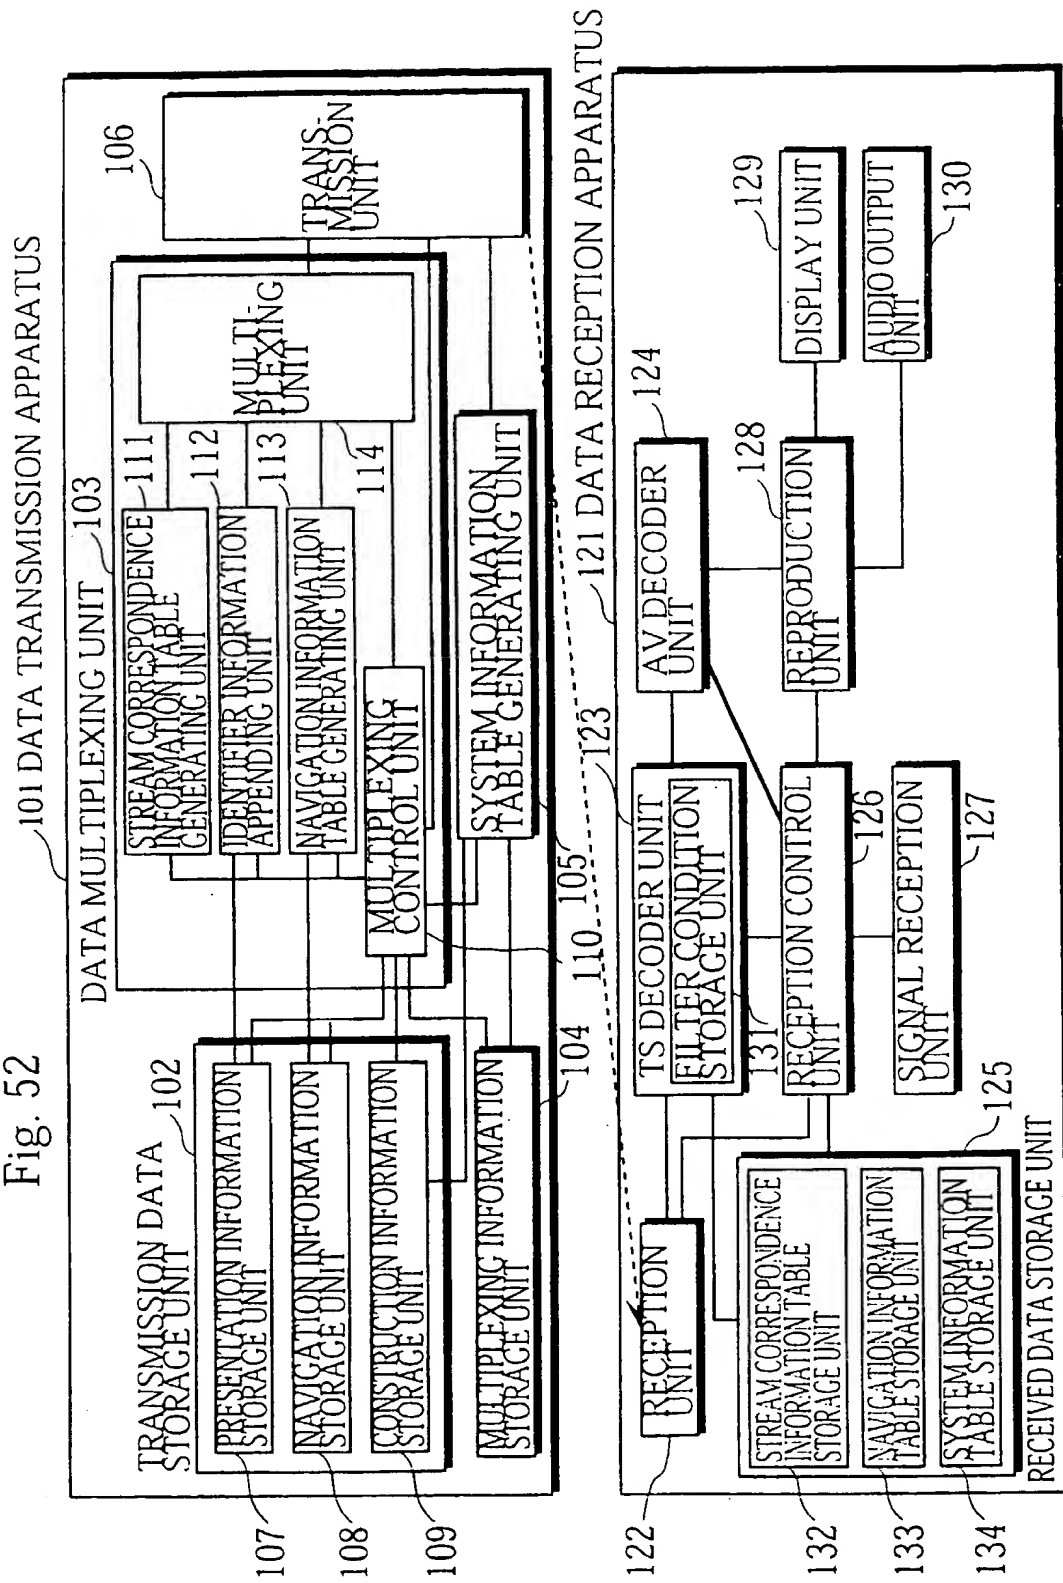 Fig. 52
101 DATA TRANSMISSION APPARATUS
TRANSMISSION DATA
STORAGE UNIT
102
PRESENTATION INFORMATION
STORAGE UNIT
107
NAVIGATION INFORMATION
STORAGE UNIT
108
CONSTRUCTION INFORMATION
STORAGE UNIT
109
MULTIPLEXING INFORMATION
STORAGE UNIT
104
DATA MULTIPLEXING UNIT
103
STREAM CORRESPONDENCE
INFORMATION TABLE
GENERATING UNIT
111
IDENTIFIER INFORMATION
APPENDING UNIT
112
NAVIGATION INFORMATION
TABLE GENERATING UNIT
113
MULTIPLEXING
CONTROL UNIT
110
MULTI-
PLEXING
UNIT
114
SYSTEM INFORMATION
TABLE GENERATING UNIT
105
TRANS-
MISSION
UNIT
106
121 DATA RECEPTION APPARATUS
RECEPTION
UNIT
122
TS DECODER UNIT
123
FILTER CONDITION
STORAGE UNIT
131
AV DECODER
UNIT
124
RECEPTION CONTROL
UNIT
126
REPRODUCTION
UNIT
128
DISPLAY UNIT
129
AUDIO OUTPUT
UNIT
130
SIGNAL RECEPTION
UNIT
127
125
STREAM CORRESPONDENCE
INFORMATION TABLE
STORAGE UNIT
132
NAVIGATION INFORMATION
TABLE STORAGE UNIT
133
SYSTEM INFORMATION
TABLE STORAGE UNIT
134
RECEIVED DATA STORAGE UNIT